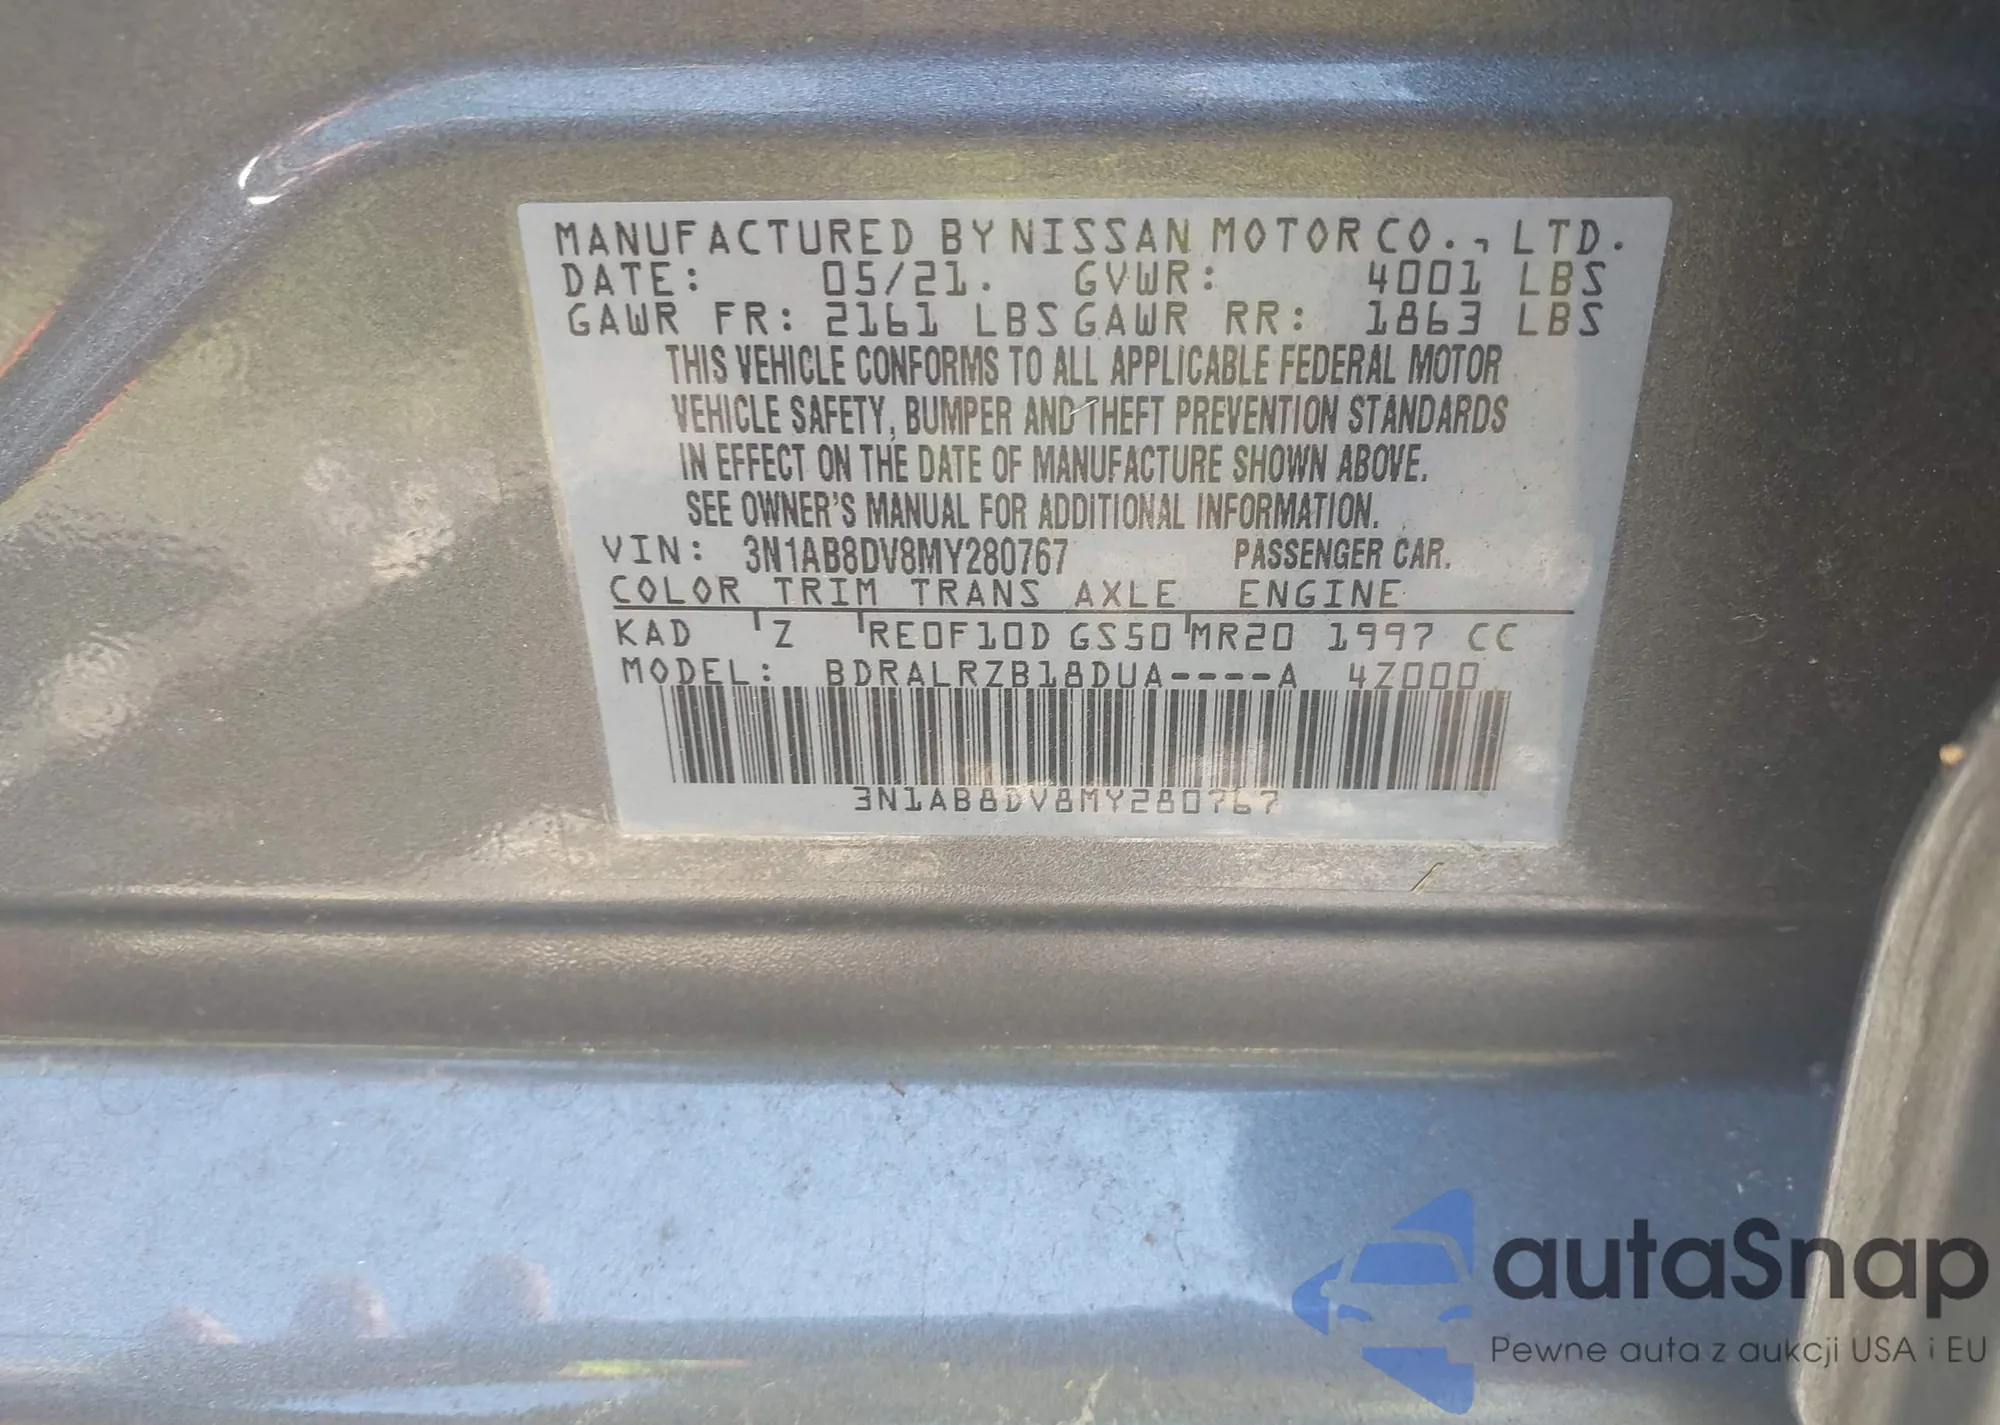 MANUFACTURED BY NISSAN MOTOR CO., LTD.
DATE: 05/21. GVWR: 4001 LBS
GAWR FR: 2161 LBS GAWR RR: 1863 LBS
THIS VEHICLE CONFORMS TO ALL APPLICABLE FEDERAL MOTOR
VEHICLE SAFETY, BUMPER AND THEFT PREVENTION STANDARDS
IN EFFECT ON THE DATE OF MANUFACTURE SHOWN ABOVE.
SEE OWNER'S MANUAL FOR ADDITIONAL INFORMATION.
VIN: 3N1AB8DV8MY280767 PASSENGER CAR.
COLOR TRIM TRANS AXLE ENGINE
KAD Z RE0F10D GS50 MR20 1997 CC
MODEL: BDRALRZB18DUA----A 4Z000
3N1AB8DV8MY280767
autaSnap
Pewne auta z aukcji USA i EU